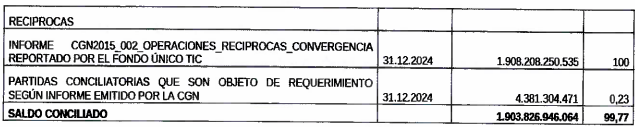 RECIPROCAS
INFORME CGN2015_002_OPERACIONES_RECIPROCAS_CONVERGENCIA
REPORTADO POR EL FONDO ÚNICO TIC 31.12.2024 1.908.208.250.535 100
PARTIDAS CONCILIATORIAS QUE SON OBJETO DE REQUERIMIENTO
SEGÚN INFORME EMITIDO POR LA CGN 31.12.2024 4.381.304.471 0,23
SALDO CONCILIADO 1.903.826.946.064 99,77